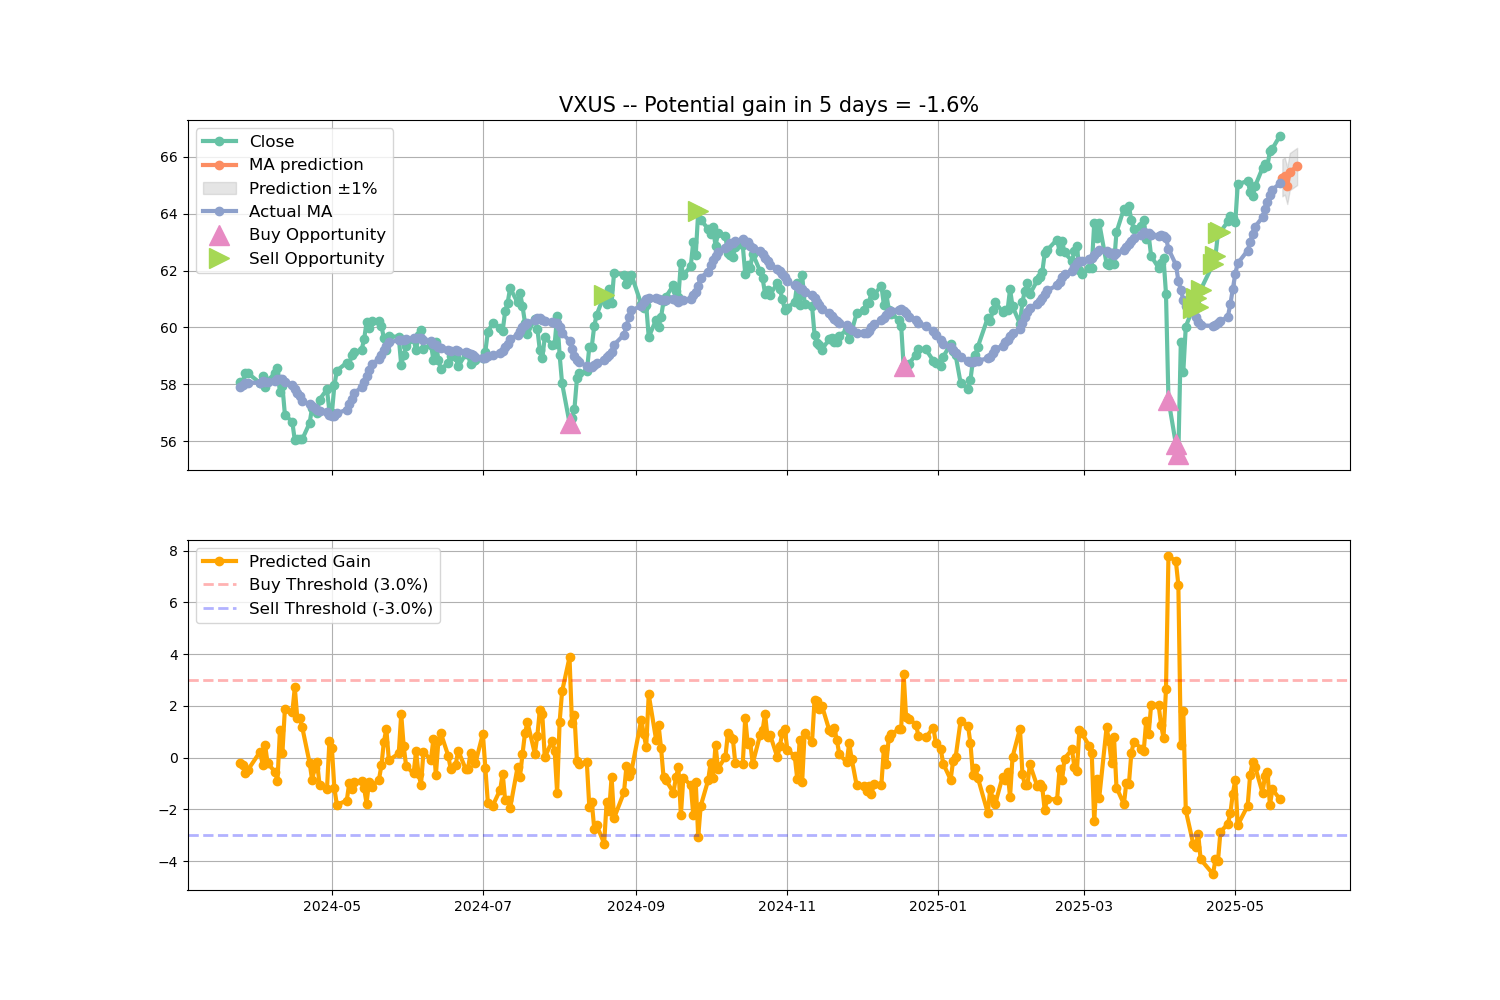 VXUS -- Potential gain in 5 days = -1.6%
Close
MA prediction
Prediction ±1%
Actual MA
Buy Opportunity
Sell Opportunity
66
64
62
60
58
56
Predicted Gain
Buy Threshold (3.0%)
Sell Threshold (-3.0%)
8
6
4
2
0
−2
−4
2024-05 2024-07 2024-09 2024-11 2025-01 2025-03 2025-05